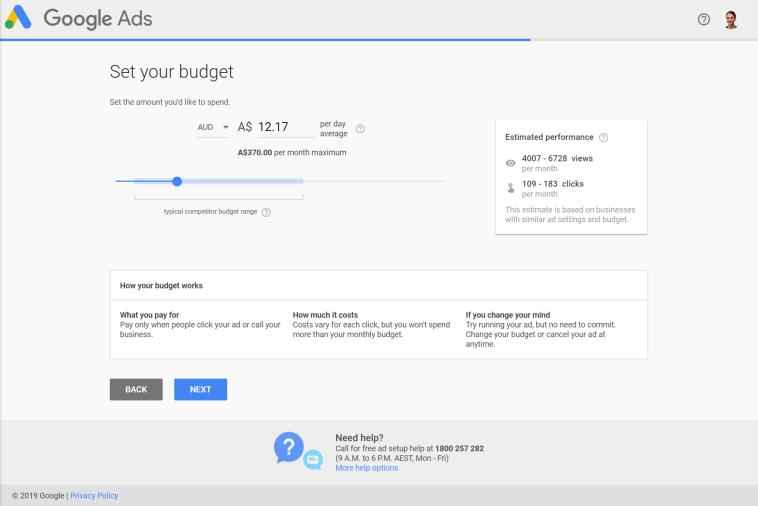 Google Ads
Set your budget
Set the amount you'd like to spend.
AUD A$ 12.17 per day
average
A$370.00 per month maximum
typical competitor budget range
Estimated performance
4007 - 6728 views
per month
109 - 183 clicks
per month
This estimate is based on businesses
with similar ad settings and budget.
How your budget works
What you pay for
Pay only when people click your ad or call your
business.
How much it costs
Costs vary for each click, but you won't spend
more than your monthly budget.
If you change your mind
Try running your ad, but no need to commit.
Change your budget or cancel your ad at
anytime.
BACK
NEXT
Need help?
Call for free ad setup help at 1800 257 282
(9 A.M. to 6 P.M. AEST, Mon - Fri)
More help options
© 2019 Google | Privacy Policy